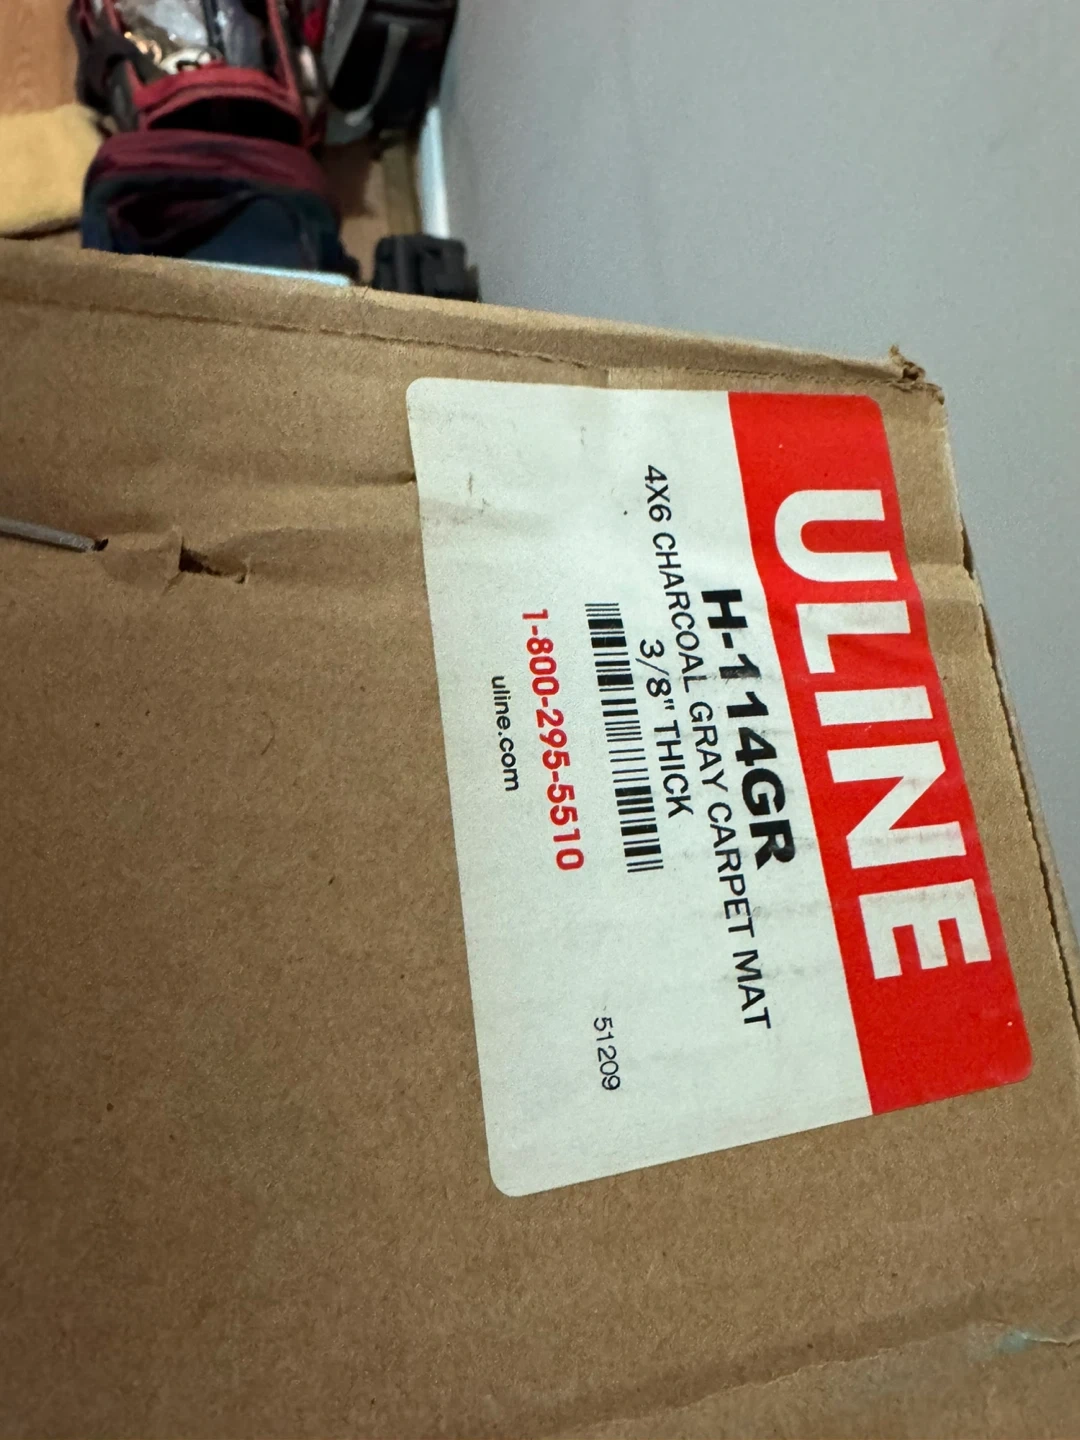 ULINE
H-114GR
4X6 CHARCOAL GRAY CARPET MAT
3/8" THICK
51209
1-800-295-5510
uline.com